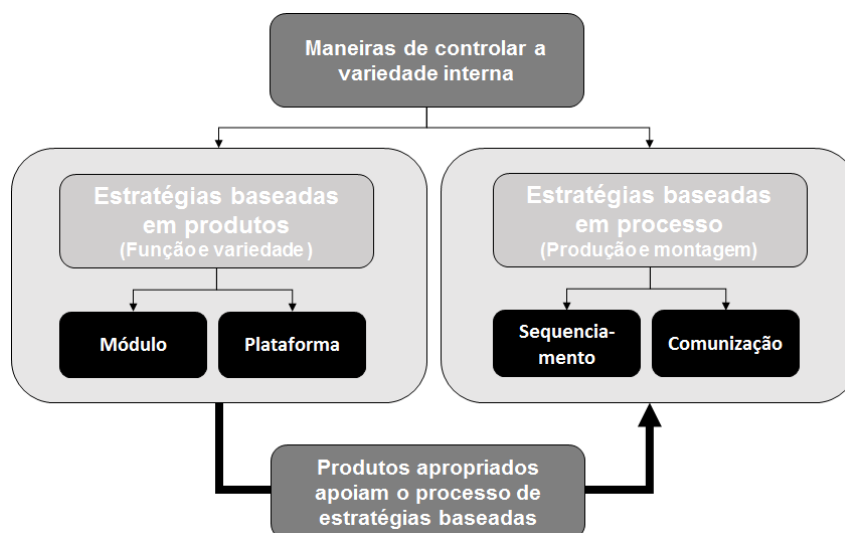 Maneiras de controlar a
variedade interna
Estratégias baseadas
em produtos
(Função e variedade )
Módulo
Plataforma
Estratégias baseadas
em processo
(Produção e montagem)
Sequencia-
mento
Comunização
Produtos apropriados
apoiam o processo de
estratégias baseadas